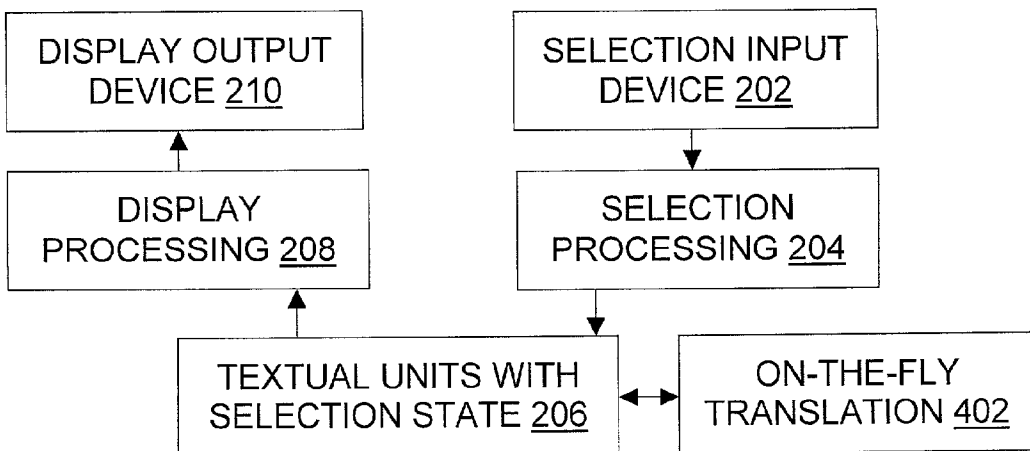 DISPLAY OUTPUT
DEVICE 210
SELECTION INPUT
DEVICE 202
DISPLAY
PROCESSING 208
SELECTION
PROCESSING 204
TEXTUAL UNITS WITH
SELECTION STATE 206
ON-THE-FLY
TRANSLATION 402